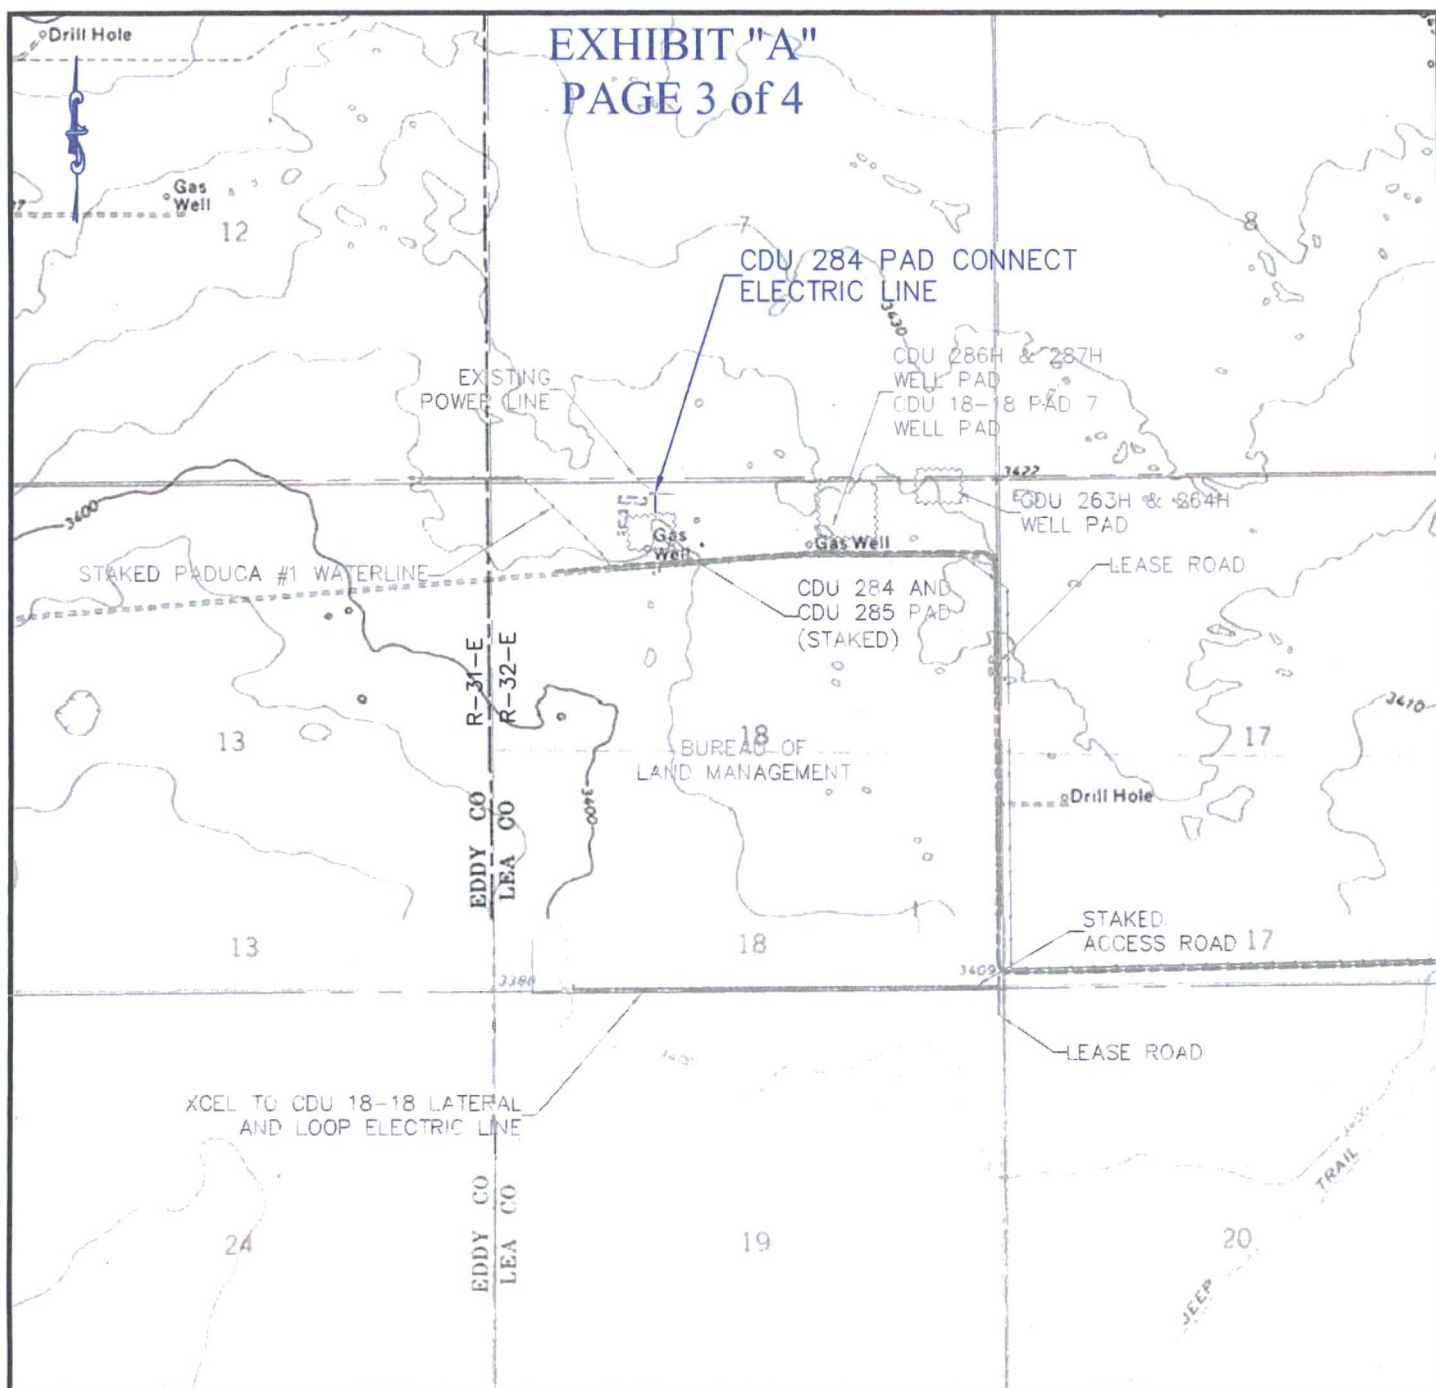 EXHIBIT "A"
PAGE 3 of 4
Drill Hole
Gas
Well
12
7
8
CDU 284 PAD CONNECT
ELECTRIC LINE
3430
EXISTING
POWER LINE
CDU 286H & 287H
WELL PAD
CDU 18-18 PAD 7
WELL PAD
3422
CDU 263H & 264H
WELL PAD
3400
Gas
Well
Gas Well
STAKED PADUCA #1 WATERLINE
LEASE ROAD
CDU 284 AND
CDU 285 PAD
(STAKED)
R-31-E
R-32-E
3410
13
18
17
BUREAU OF
LAND MANAGEMENT
3400
Drill Hole
EDDY CO
LEA CO
STAKED
ACCESS ROAD
13
18
17
3409
3388
LEASE ROAD
3400
XCEL TO CDU 18-18 LATERAL
AND LOOP ELECTRIC LINE
3400
TRAIL
EDDY CO
LEA CO
24
19
20
JEEP